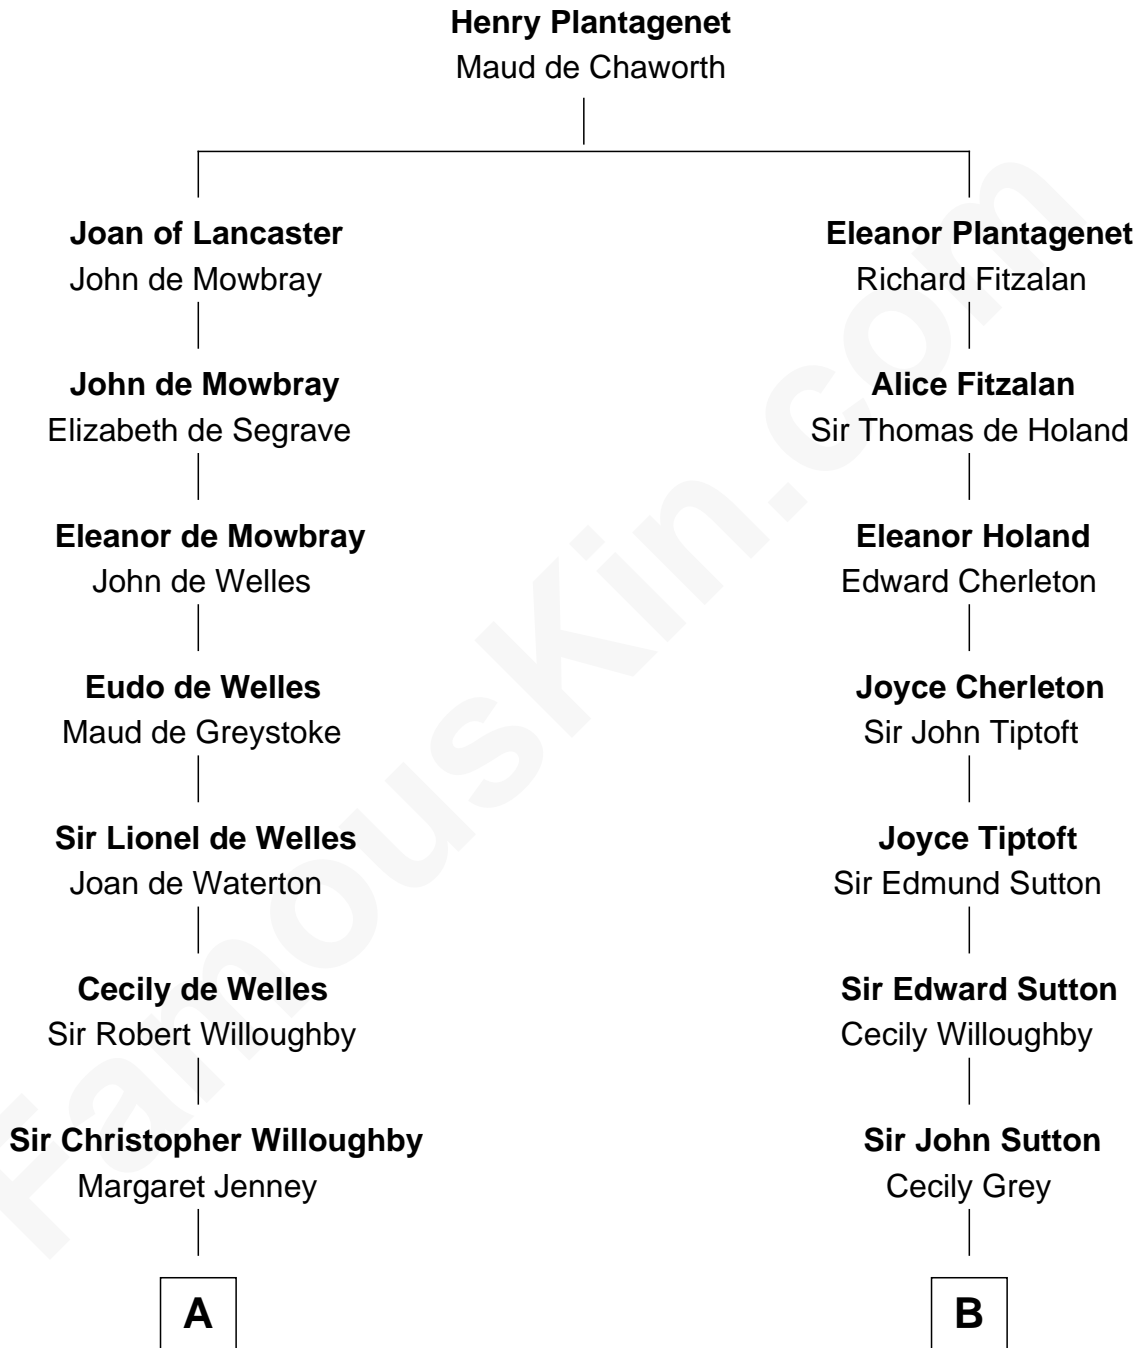 Henry Plantagenet
Maud de Chaworth
Joan of Lancaster
John de Mowbray
Eleanor Plantagenet
Richard Fitzalan
John de Mowbray
Elizabeth de Segrave
Alice Fitzalan
Sir Thomas de Holand
Eleanor de Mowbray
John de Welles
Eleanor Holand
Edward Cherleton
Eudo de Welles
Maud de Greystoke
Joyce Cherleton
Sir John Tiptoft
Sir Lionel de Welles
Joan de Waterton
Joyce Tiptoft
Sir Edmund Sutton
Cecily de Welles
Sir Robert Willoughby
Sir Edward Sutton
Cecily Willoughby
Sir Christopher Willoughby
Margaret Jenney
Sir John Sutton
Cecily Grey
A
B
FamousKin.com